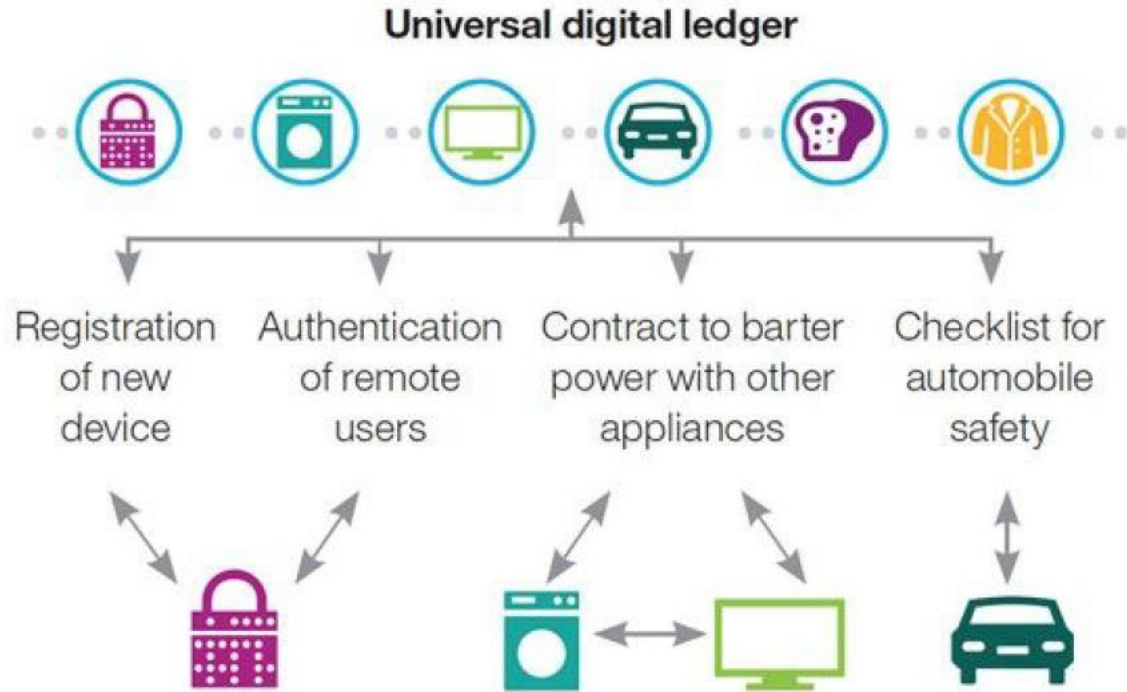 Universal digital ledger
Registration
of new
device
Authentication
of remote
users
Contract to barter
power with other
appliances
Checklist for
automobile
safety